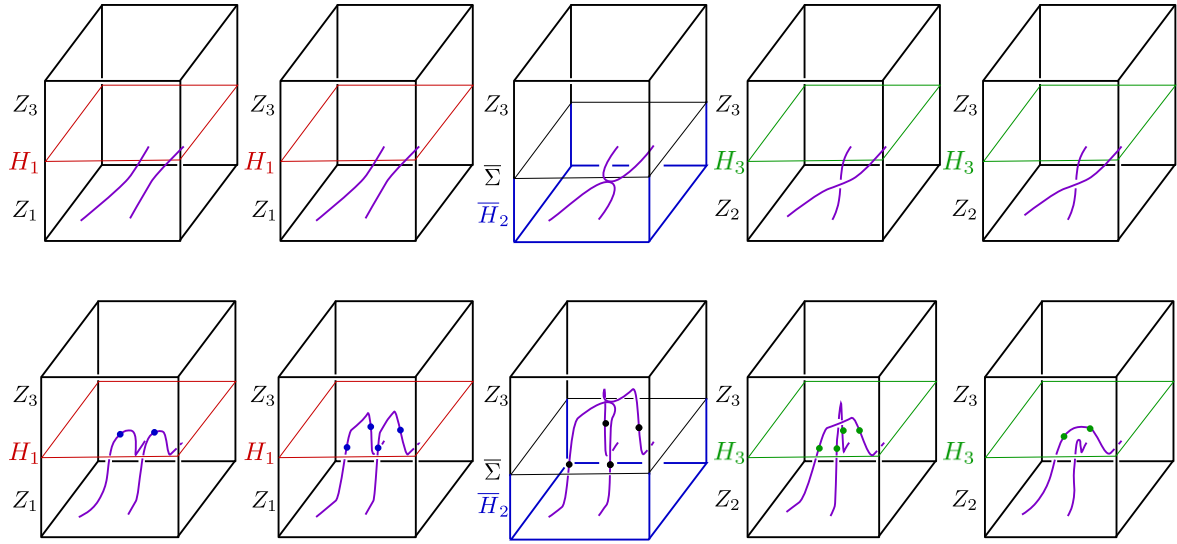 Z₃ Z₃ Z₃ Z₃ Z₃
H₁ H₁ Σ̅ H₃ H₃
Z₁ Z₁ H̅₂ Z₂ Z₂
Z₃ Z₃ Z₃ Z₃ Z₃
H₁ H₁ Σ̅ H₃ H₃
Z₁ Z₁ H̅₂ Z₂ Z₂